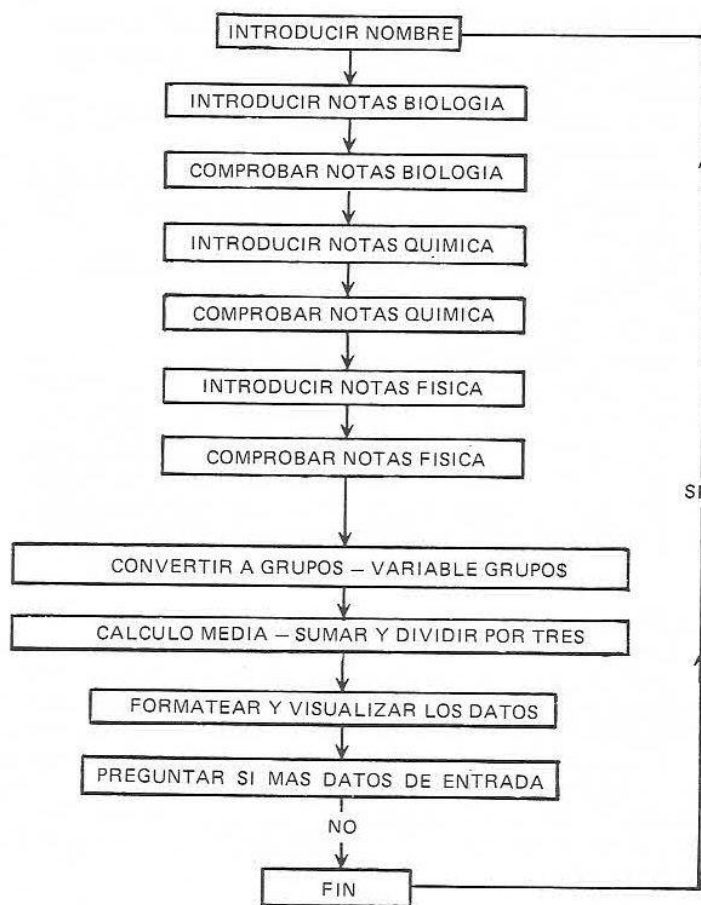 INTRODUCIR NOMBRE
INTRODUCIR NOTAS BIOLOGIA
COMPROBAR NOTAS BIOLOGIA
INTRODUCIR NOTAS QUIMICA
COMPROBAR NOTAS QUIMICA
INTRODUCIR NOTAS FISICA
COMPROBAR NOTAS FISICA
SI
CONVERTIR A GRUPOS – VARIABLE GRUPOS
CALCULO MEDIA – SUMAR Y DIVIDIR POR TRES
FORMATEAR Y VISUALIZAR LOS DATOS
PREGUNTAR SI MAS DATOS DE ENTRADA
NO
FIN